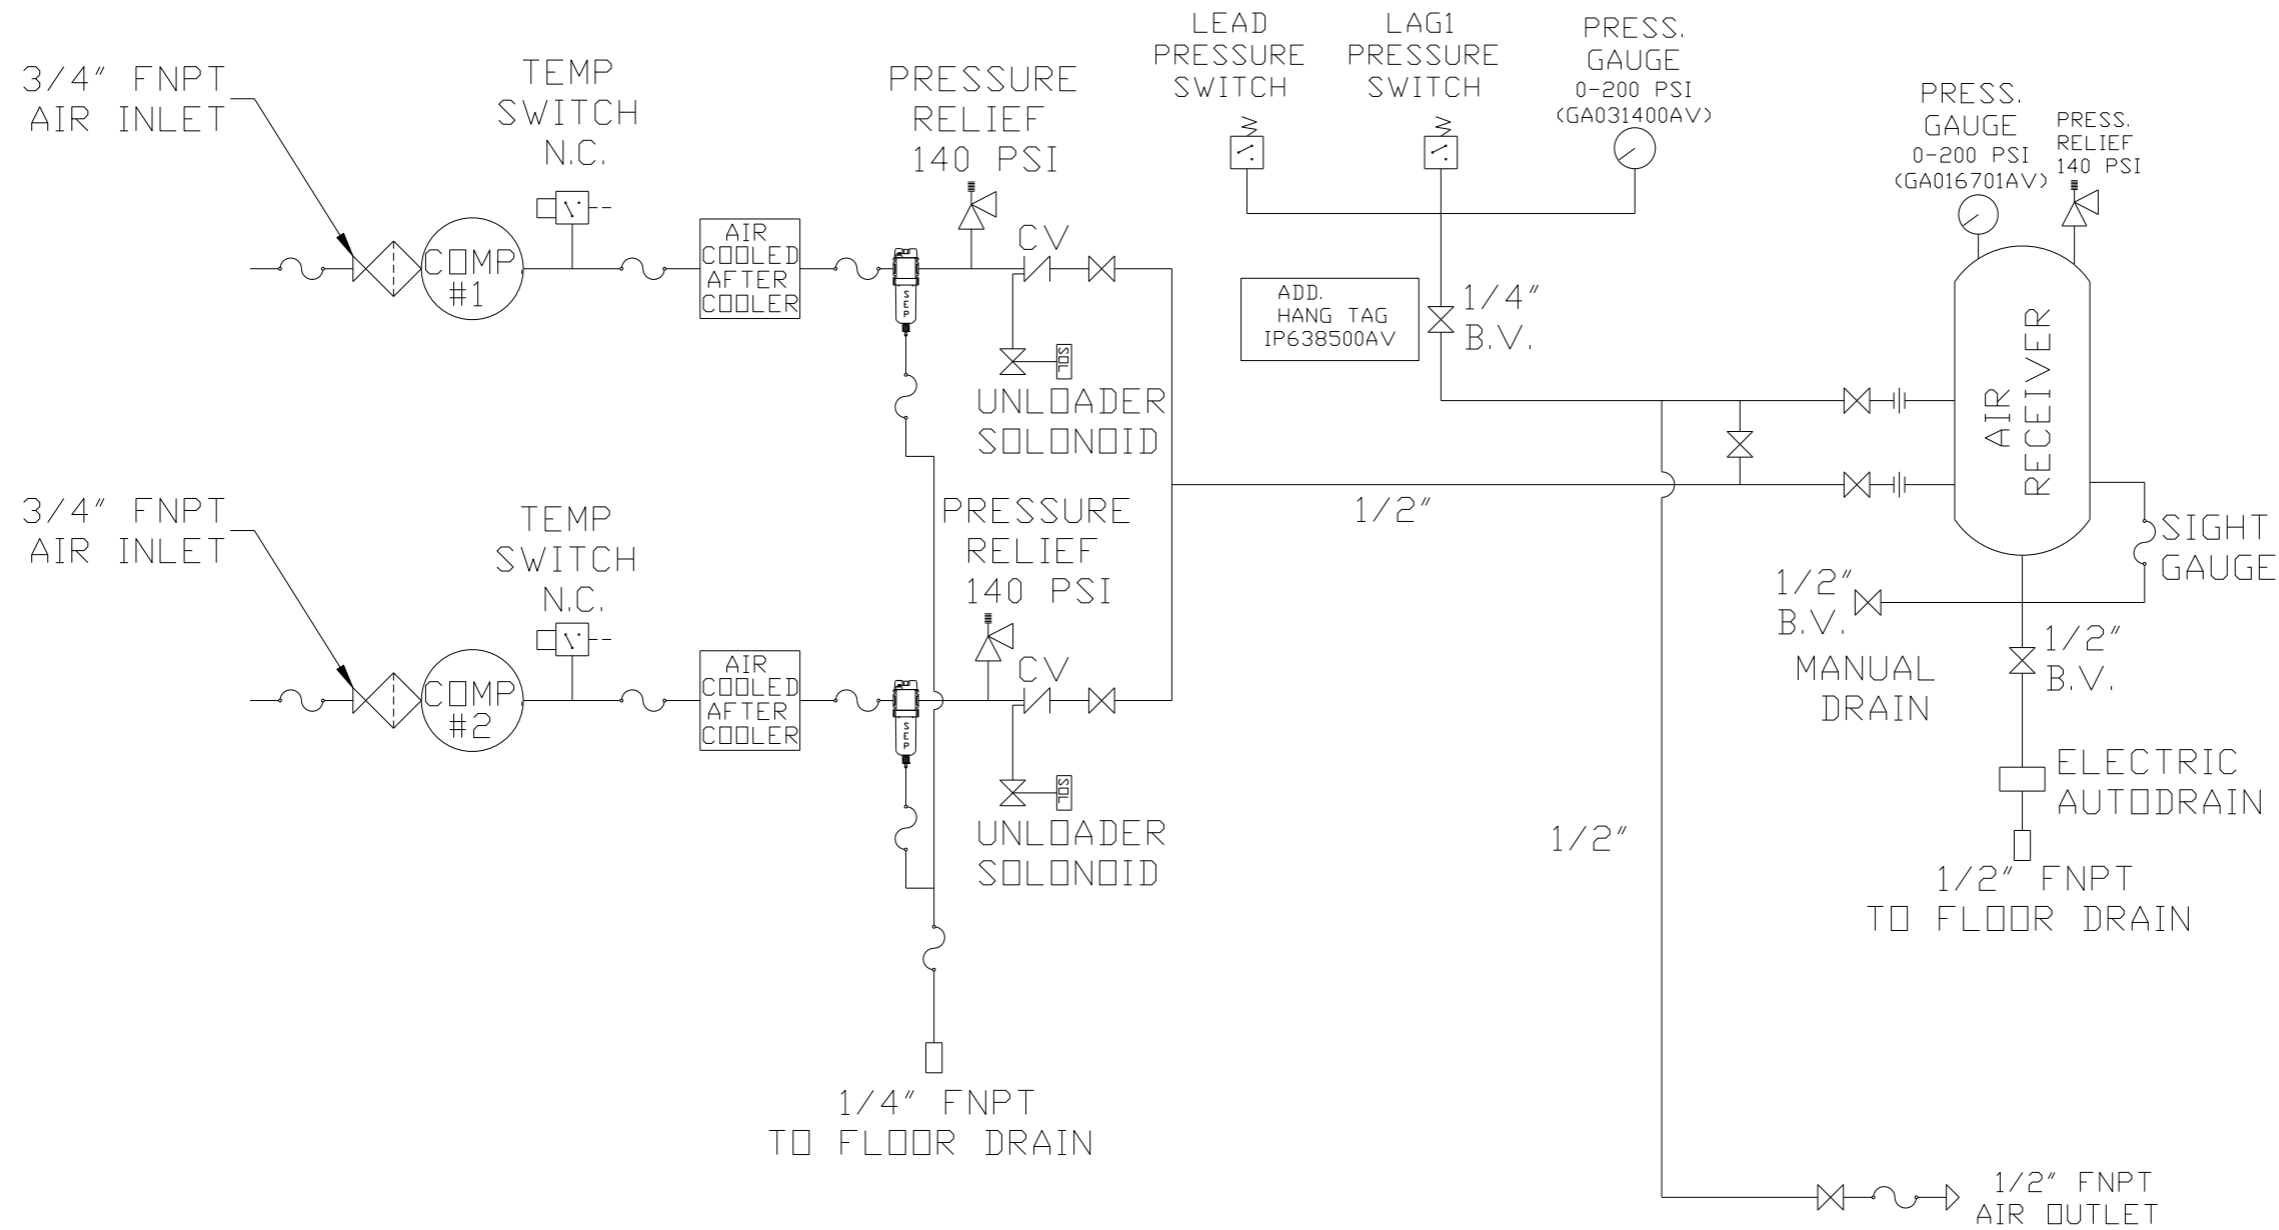 3/4" FNPT
AIR INLET
TEMP
SWITCH
N.C.
COMP
#1
AIR
COOLED
AFTER
COOLER
SEP
PRESSURE
RELIEF
140 PSI
CV
SOL
UNLOADER
SOLONOID
LEAD
PRESSURE
SWITCH
LAG1
PRESSURE
SWITCH
PRESS.
GAUGE
0-200 PSI
(GA031400AV)
ADD.
HANG TAG
IP638500AV
1/4"
B.V.
PRESS.
GAUGE
0-200 PSI
(GA016701AV)
PRESS.
RELIEF
140 PSI
AIR
RECEIVER
SIGHT
GAUGE
1/2"
3/4" FNPT
AIR INLET
TEMP
SWITCH
N.C.
COMP
#2
AIR
COOLED
AFTER
COOLER
SEP
PRESSURE
RELIEF
140 PSI
CV
SOL
UNLOADER
SOLONOID
1/2"
B.V.
MANUAL
DRAIN
1/2"
B.V.
ELECTRIC
AUTODRAIN
1/2"
1/2" FNPT
TO FLOOR DRAIN
1/4" FNPT
TO FLOOR DRAIN
1/2" FNPT
AIR OUTLET